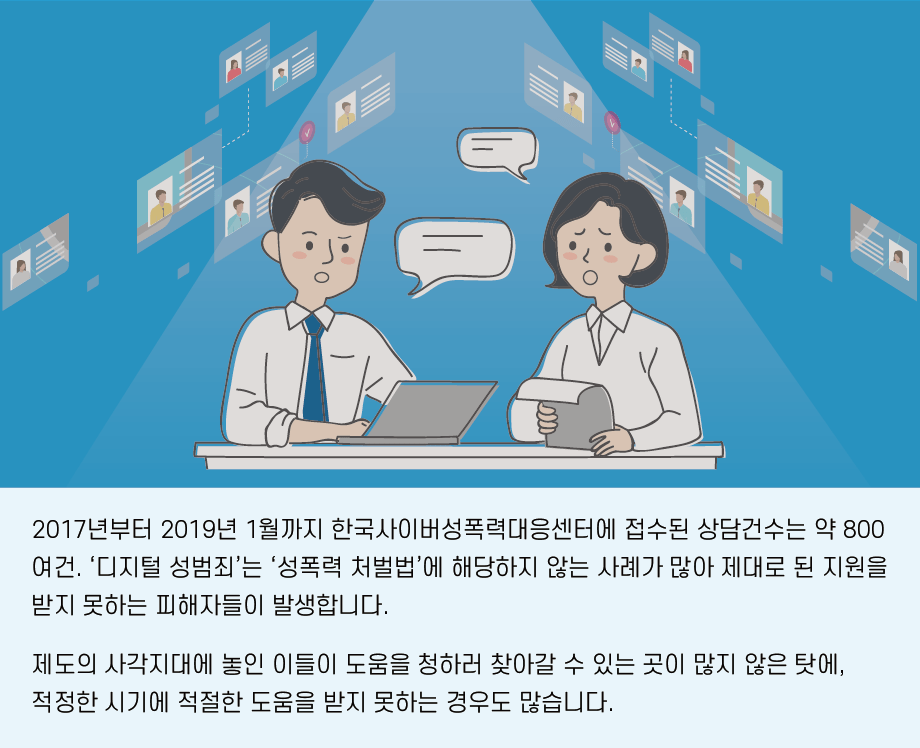 2017년부터 2019년 1월까지 한국사이버성폭력대응센터에 접수된 상담건수는 약 800
여건. ‘디지털 성범죄’는 ‘성폭력 처벌법’에 해당하지 않는 사례가 많아 제대로 된 지원을
받지 못하는 피해자들이 발생합니다.
제도의 사각지대에 놓인 이들이 도움을 청하러 찾아갈 수 있는 곳이 많지 않은 탓에,
적정한 시기에 적절한 도움을 받지 못하는 경우도 많습니다.